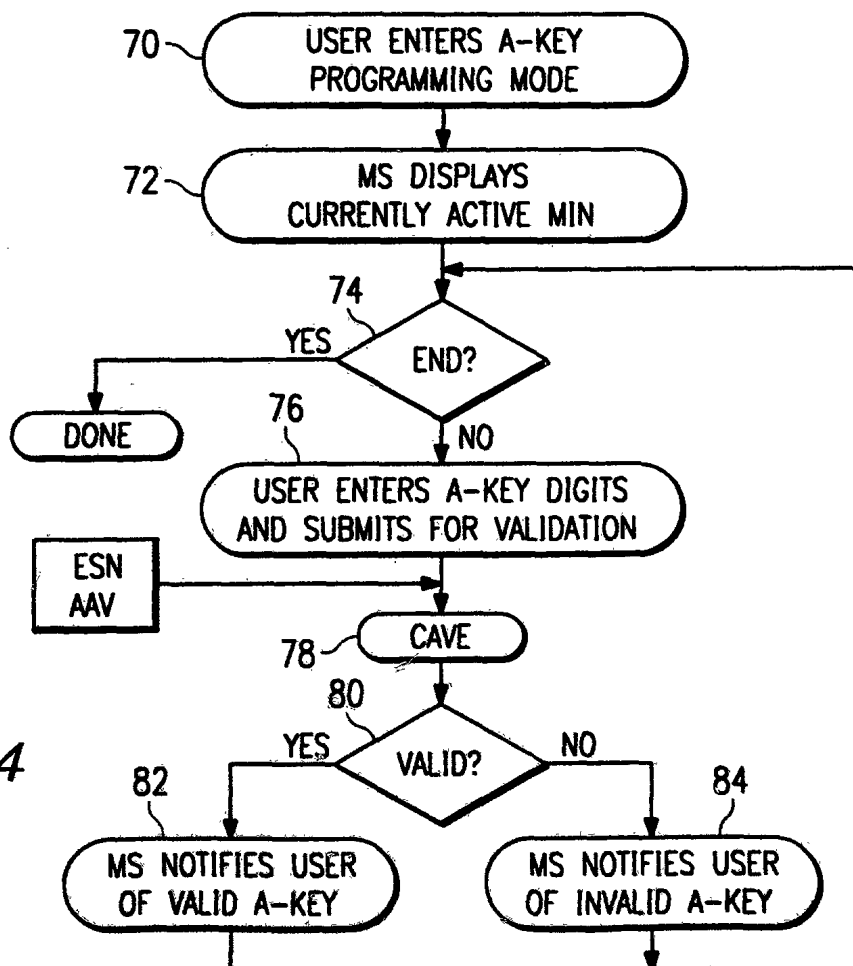 70
USER ENTERS A-KEY
PROGRAMMING MODE
72
MS DISPLAYS
CURRENTLY ACTIVE MIN
74
YES
END?
DONE
76
NO
USER ENTERS A-KEY DIGITS
AND SUBMITS FOR VALIDATION
ESN
AAV
78
CAVE
80
YES
VALID?
NO
4
82
84
MS NOTIFIES USER
OF VALID A-KEY
MS NOTIFIES USER
OF INVALID A-KEY